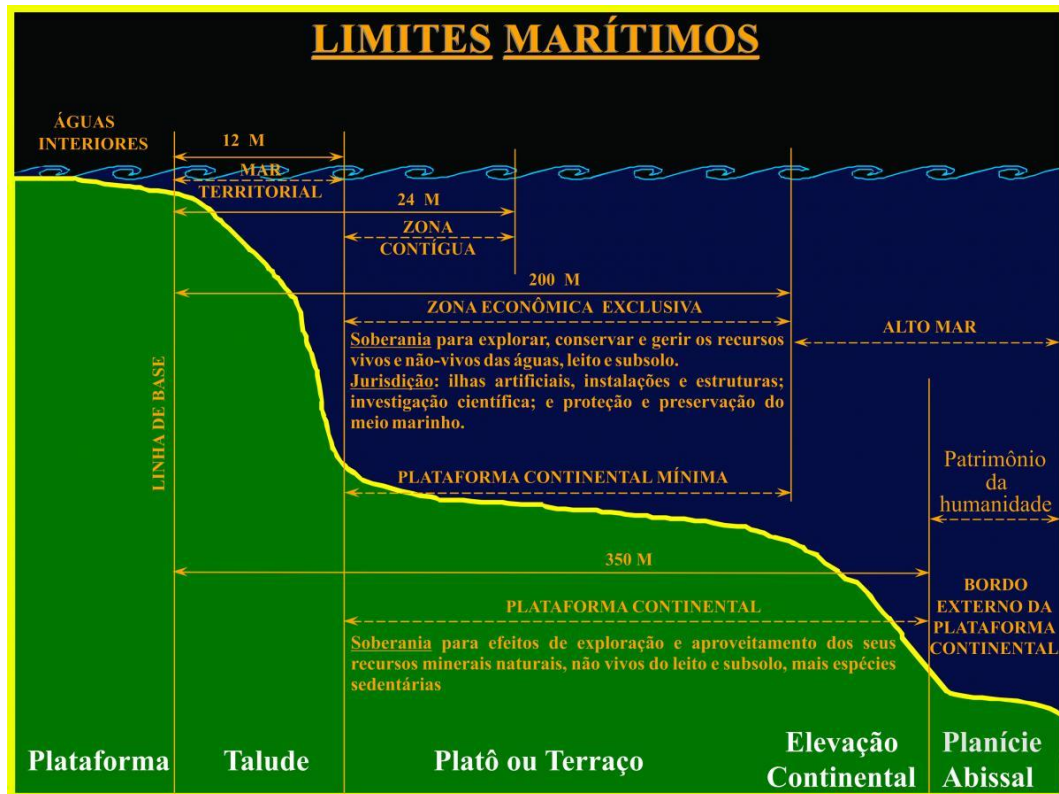 LIMITES MARÍTIMOS
ÁGUAS
INTERIORES
12 M
MAR
TERRITORIAL
24 M
ZONA
CONTÍGUA
200 M
ZONA ECONÔMICA EXCLUSIVA
Soberania para explorar, conservar e gerir os recursos
vivos e não-vivos das águas, leito e subsolo.
Jurisdição: ilhas artificiais, instalações e estruturas;
investigação científica; e proteção e preservação do
meio marinho.
ALTO MAR
LINHA DE BASE
PLATAFORMA CONTINENTAL MÍNIMA
Patrimônio
da
humanidade
350 M
PLATAFORMA CONTINENTAL
Soberania para efeitos de exploração e aproveitamento dos seus
recursos minerais naturais, não vivos do leito e subsolo, mais espécies
sedentárias
BORDO
EXTERNO DA
PLATAFORMA
CONTINENTAL
Plataforma
Talude
Platô ou Terraço
Elevação
Continental
Planície
Abissal